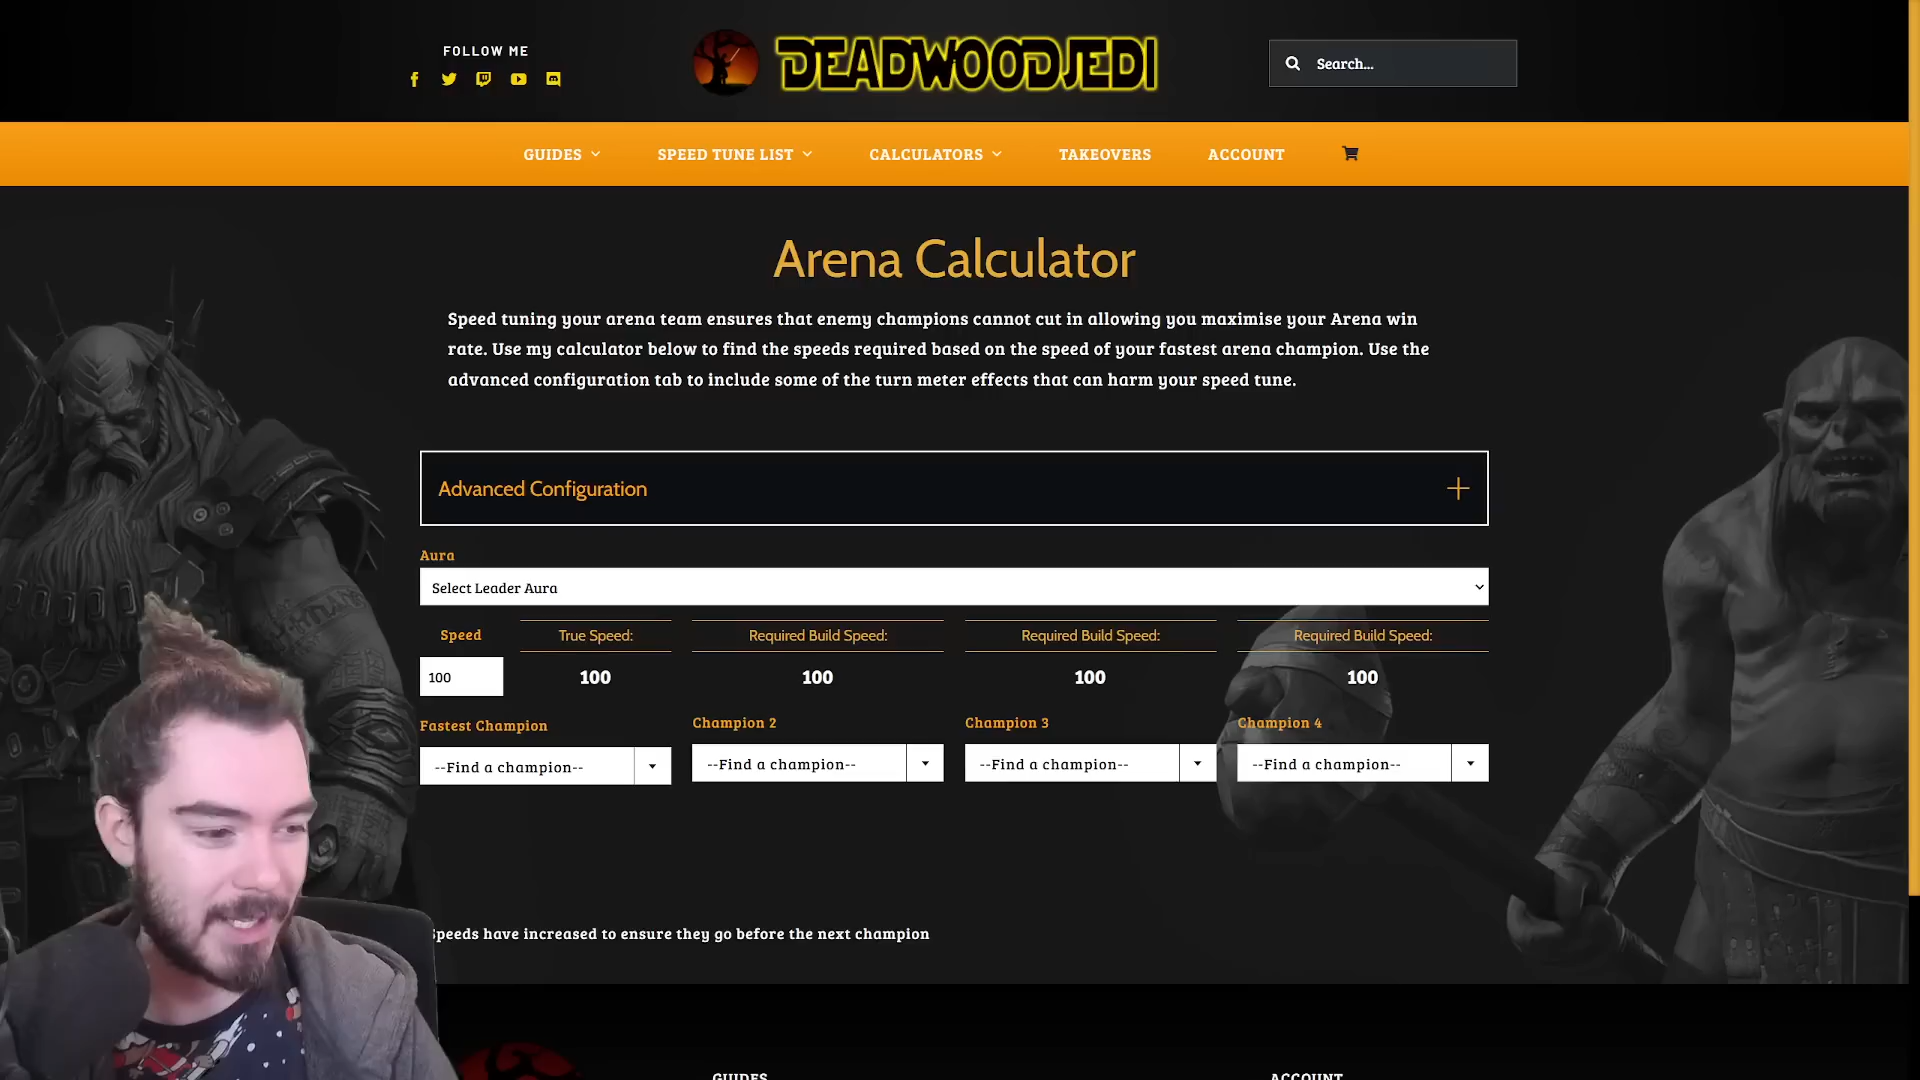 FOLLOW ME
DEADWOODJEDI
Search...
GUIDES
SPEED TUNE LIST
CALCULATORS
TAKEOVERS
ACCOUNT
Arena Calculator
Speed tuning your arena team ensures that enemy champions cannot cut in allowing you maximise your Arena win
rate. Use my calculator below to find the speeds required based on the speed of your fastest arena champion. Use the
advanced configuration tab to include some of the turn meter effects that can harm your speed tune.
Advanced Configuration
Aura
Select Leader Aura
Speed
True Speed:
Required Build Speed:
Required Build Speed:
Required Build Speed:
100
100
100
100
100
Fastest Champion
Champion 2
Champion 3
Champion 4
--Find a champion--
--Find a champion--
--Find a champion--
--Find a champion--
Speeds have increased to ensure they go before the next champion
GUIDES
ACCOUNT